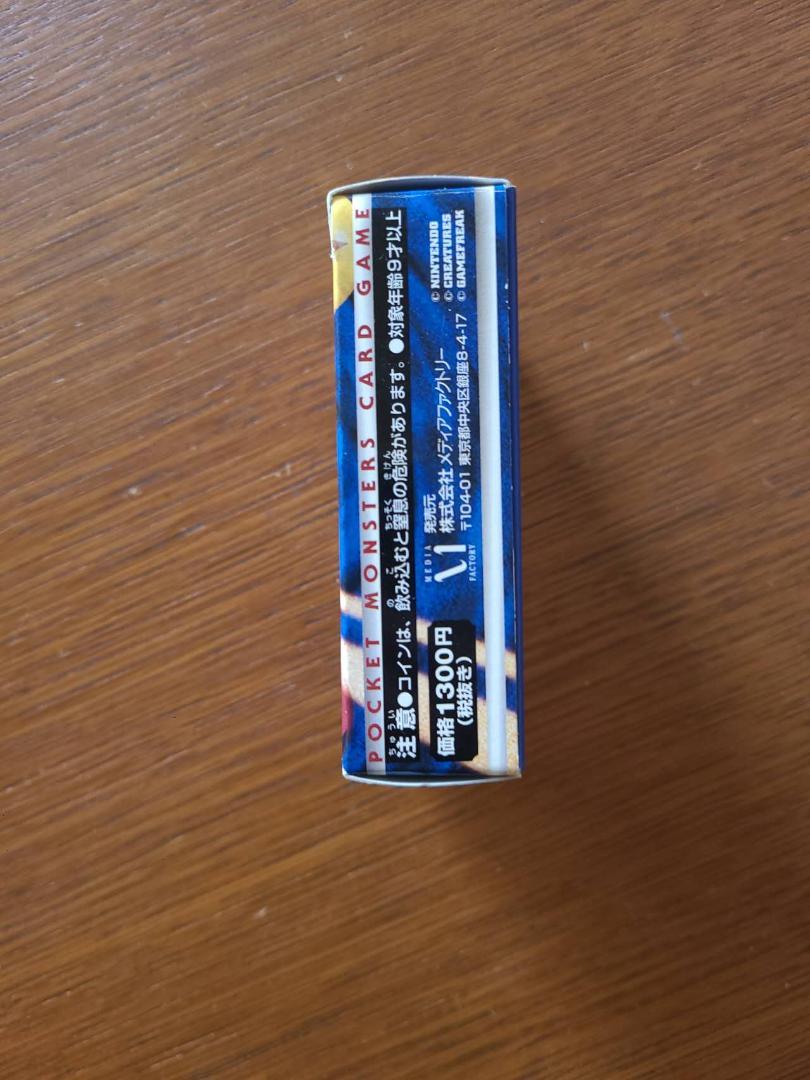 POCKET MONSTERS CARD GAME
ちゅうい
注意●コインは、飲み込むと窒息の危険があります。●対象年齢9才以上
の こ ちっそく きけん
価格1300円
(税抜き)
MEDIA
FACTORY
発売元
株式会社メディアファクトリー
〒104-01 東京都中央区銀座8-4-17
© NINTENDO
© CREATURES
© GAMEFREAK